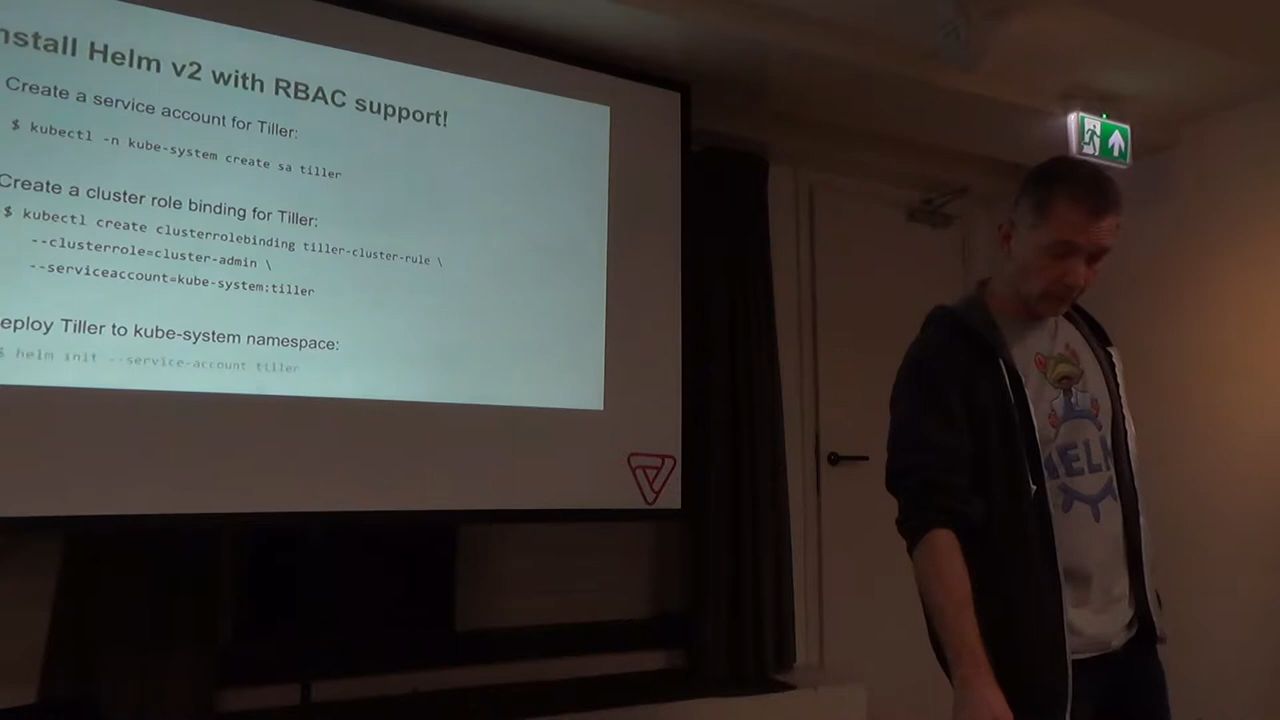 nstall Helm v2 with RBAC support!
Create a service account for Tiller:
$ kubectl -n kube-system create sa tiller
Create a cluster role binding for Tiller:
$ kubectl create clusterrolebinding tiller-cluster-rule \
--clusterrole=cluster-admin \
--serviceaccount=kube-system:tiller
eploy Tiller to kube-system namespace:
$ helm init --service-account tiller
HELM